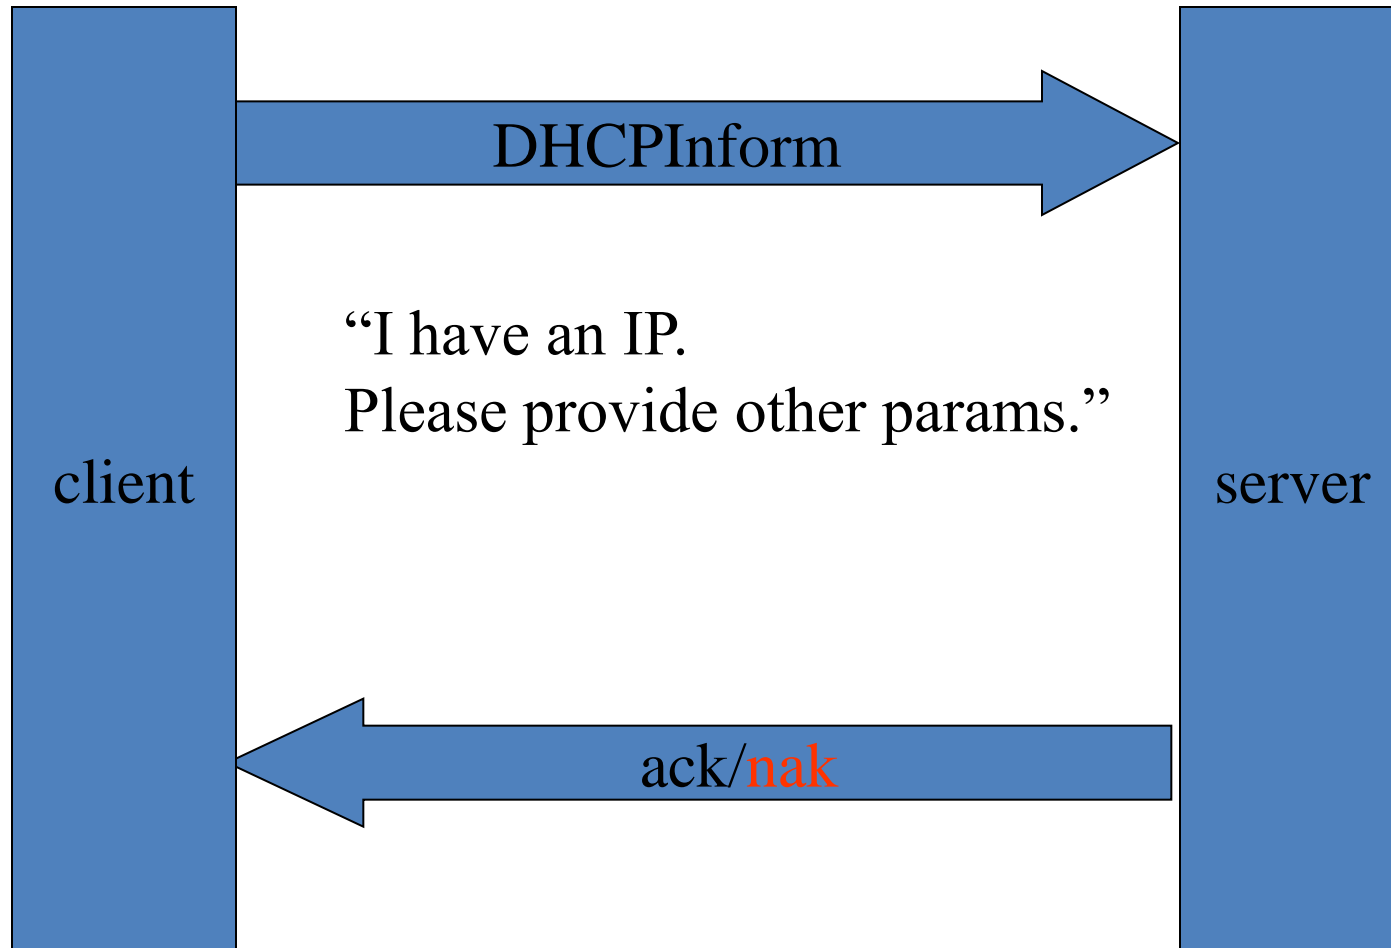 DHCPInform
“I have an IP.
Please provide other params.”
client
server
ack/nak